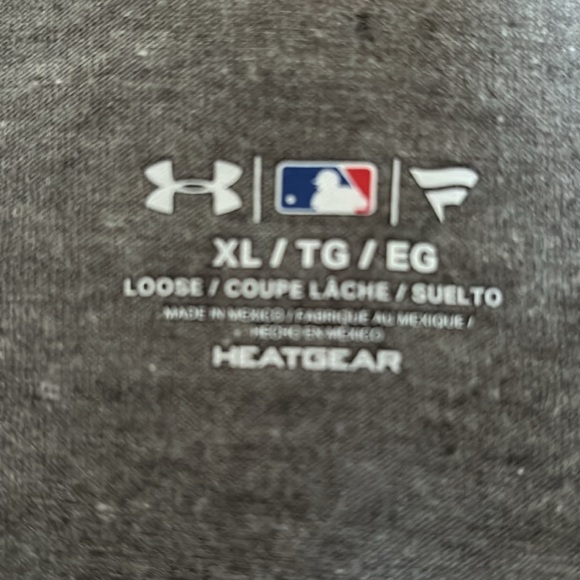 XL / TG / EG
LOOSE / COUPE LÂCHE / SUELTO
MADE IN MEXICO / FABRIQUÉ AU MEXIQUE /
HECHO EN MÉXICO
HEATGEAR